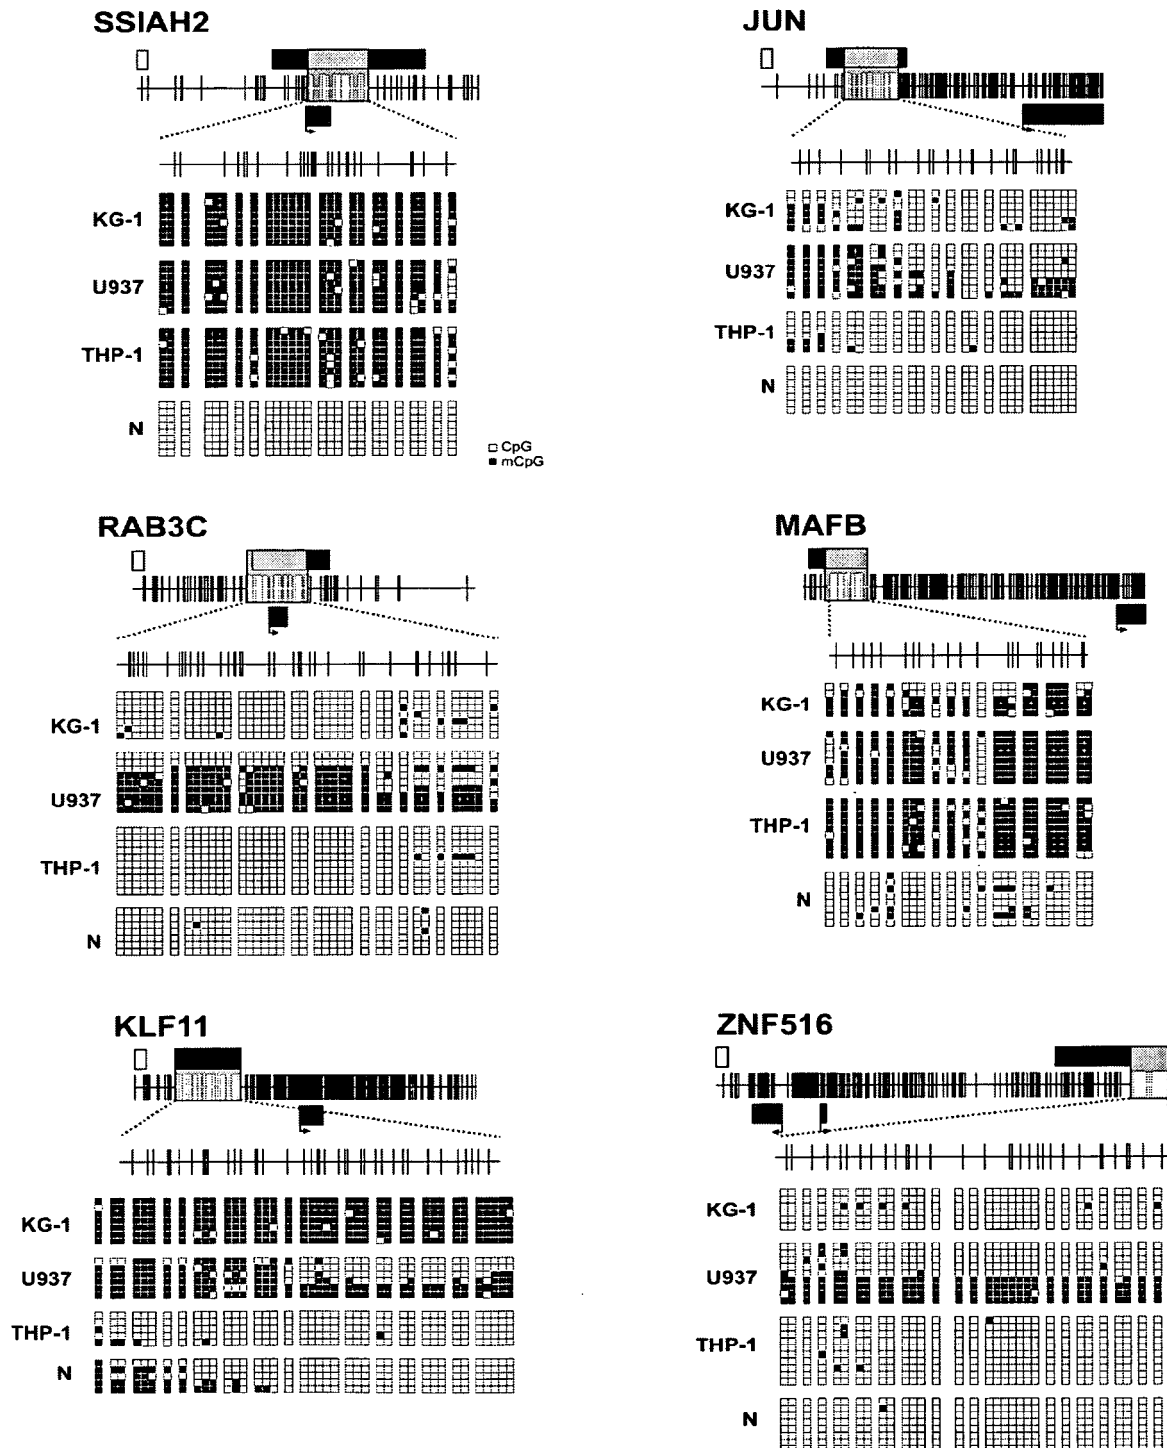 SSIAH2
KG-1
U937
THP-1
N
CpG
mCpG
JUN
KG-1
U937
THP-1
N
RAB3C
KG-1
U937
THP-1
N
MAFB
KG-1
U937
THP-1
N
KLF11
KG-1
U937
THP-1
N
ZNF516
KG-1
U937
THP-1
N